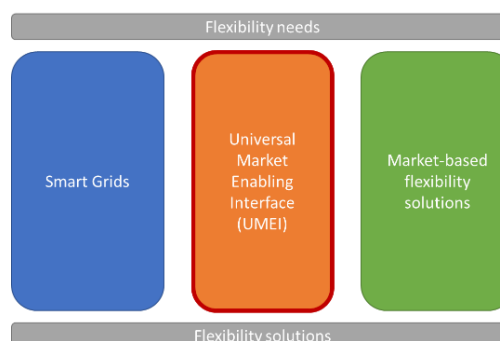 Flexibility needs
Smart Grids
Universal
Market
Enabling
Interface
(UMEI)
Market-based
flexibility
solutions
Flexibility solutions